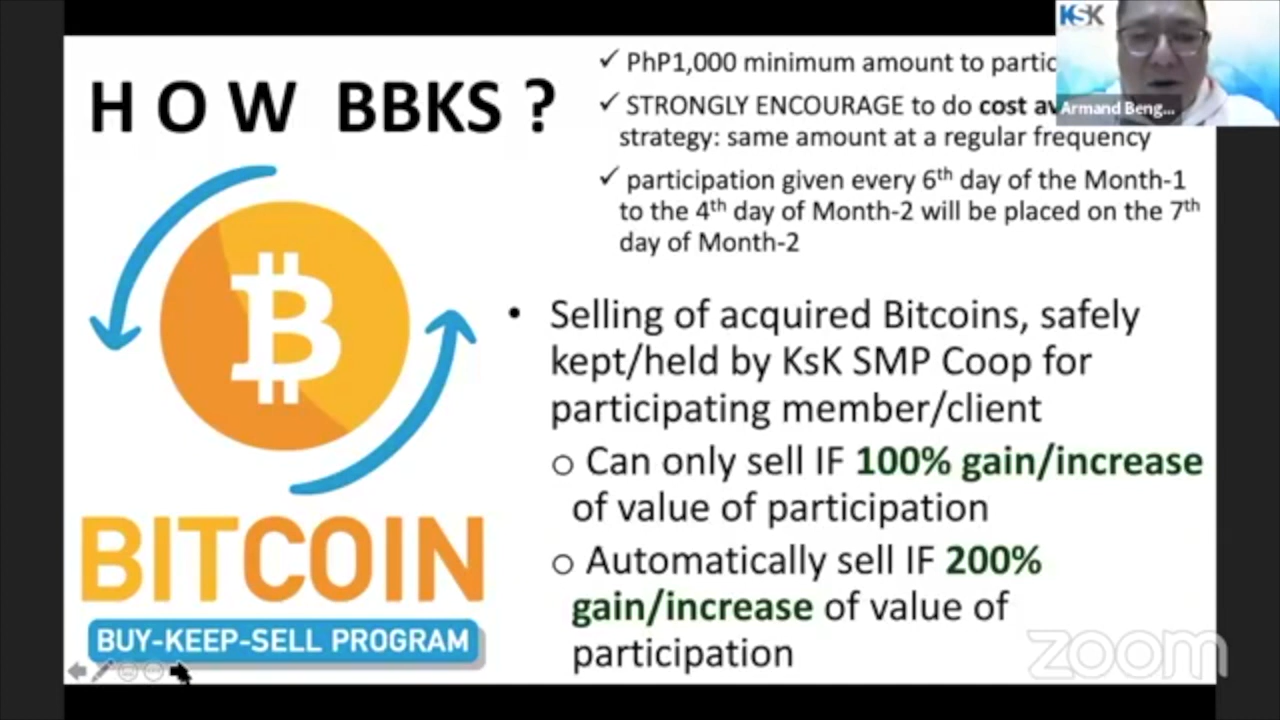 KSK
HOW BBKS ?
✓ PhP1,000 minimum amount to
✓ STRONGLY ENCOURAGE to do cost
Armand Beng...
strategy: same amount at a regular frequency
✓ participation given every 6th day of the Month-1
to the 4th day of Month-2 will be placed on the 7th
day of Month-2
• Selling of acquired Bitcoins, safely
kept/held by KsK SMP Coop for
participating member/client
o Can only sell IF 100% gain/increase
of value of participation
o Automatically sell IF 200%
gain/increase of value of
participation
BITCOIN
BUY-KEEP-SELL PROGRAM
zoom